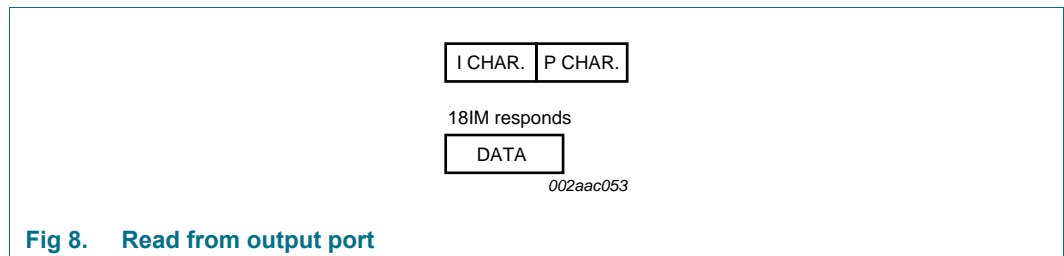 I CHAR. P CHAR.
18IM responds
DATA
002aac053
Fig 8. Read from output port